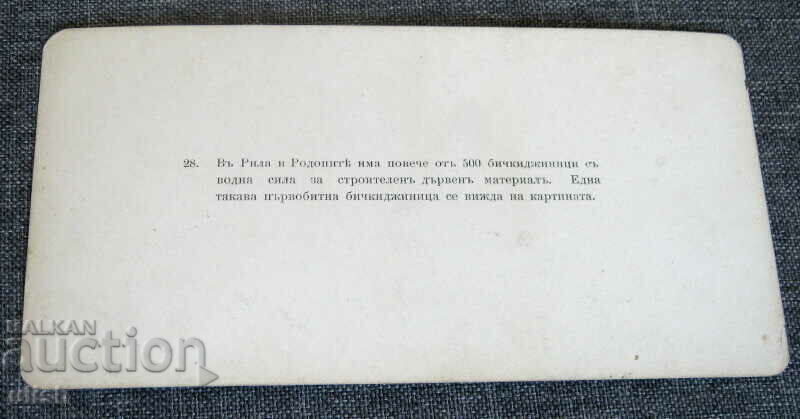 28. Въ Рила и Родопитѣ има повече отъ 500 бичкиджиници съ
водна сила за строителенъ дървенъ материалъ. Една
такава първобитна бичкиджиница се вижда на картината.
BALKAN
auction